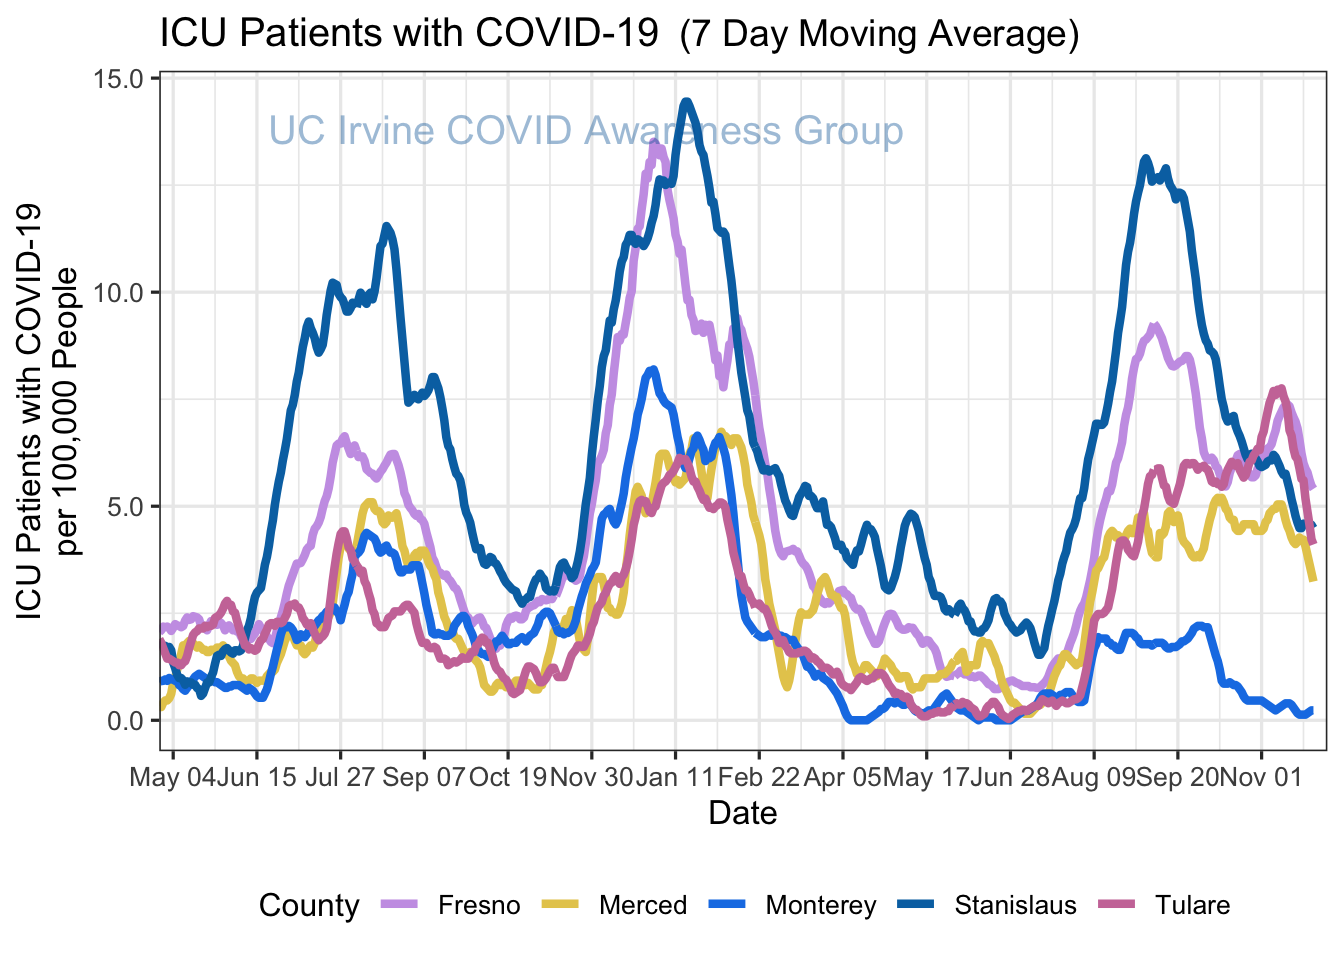 ICU Patients with COVID-19 (7 Day Moving Average)
UC Irvine COVID Awareness Group
ICU Patients with COVID-19
per 100,000 People
15.0
10.0
5.0
0.0
May 04 Jun 15 Jul 27 Sep 07 Oct 19 Nov 30 Jan 11 Feb 22 Apr 05 May 17 Jun 28 Aug 09 Sep 20 Nov 01
Date
County Fresno Merced Monterey Stanislaus Tulare